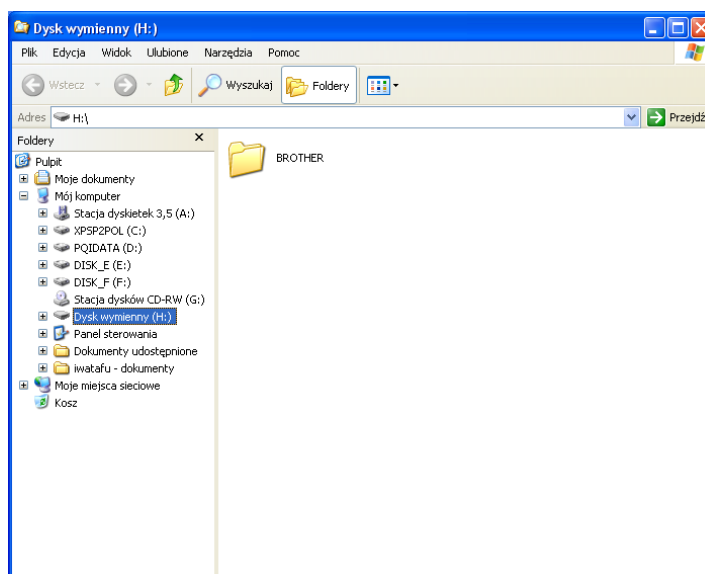 Dysk wymienny (H:)
Plik Edycja Widok Ulubione Narzędzia Pomoc
Wstecz Wyszukaj Foldery
Adres H:\ Przejdź
Foldery x
Pulpit
Moje dokumenty
Mój komputer
Stacja dyskietek 3,5 (A:)
XPSP2POL (C:)
PQIDATA (D:)
DISK_E (E:)
DISK_F (F:)
Stacja dysków CD-RW (G:)
Dysk wymienny (H:)
Panel sterowania
Dokumenty udostępnione
iwatafu - dokumenty
Moje miejsca sieciowe
Kosz
BROTHER